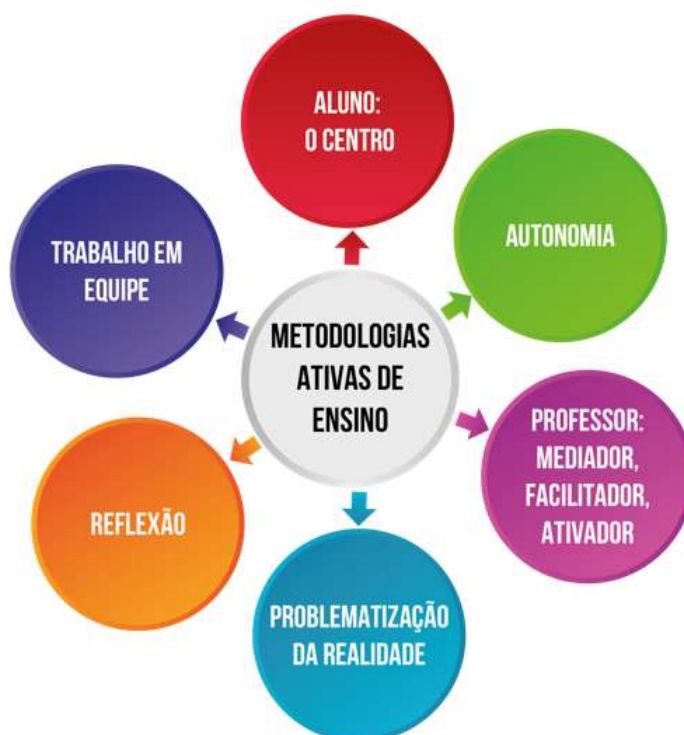 ALUNO:
O CENTRO
AUTONOMIA
PROFESSOR:
MEDIADOR,
FACILITADOR,
ATIVADOR
PROBLEMATIZAÇÃO
DA REALIDADE
REFLEXÃO
TRABALHO EM
EQUIPE
METODOLOGIAS
ATIVAS DE
ENSINO